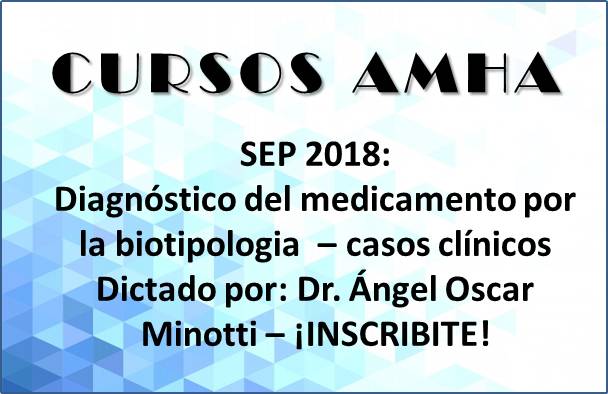 CURSOS AMHA
SEP 2018:
Diagnóstico del medicamento por
la biotipologia – casos clínicos
Dictado por: Dr. Ángel Oscar
Minotti – ¡INSCRIBITE!